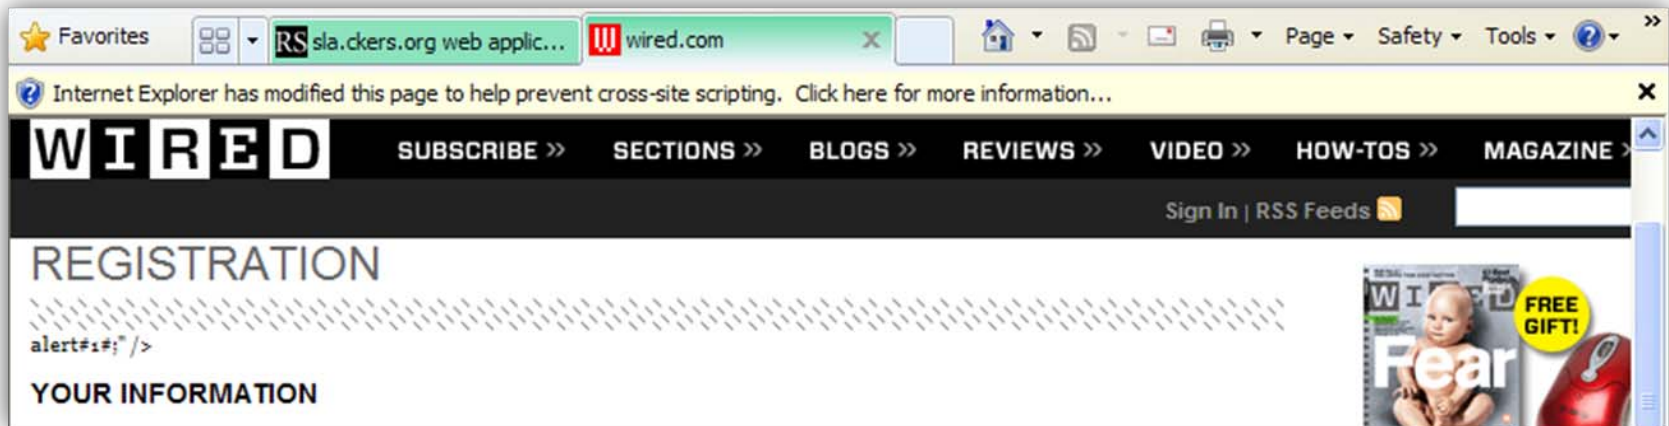 Favorites RS sla.ckers.org web applic... W wired.com Page Safety Tools »
Internet Explorer has modified this page to help prevent cross-site scripting. Click here for more information...
WIRED SUBSCRIBE » SECTIONS » BLOGS » REVIEWS » VIDEO » HOW-TOS » MAGAZINE »
Sign In | RSS Feeds
REGISTRATION
alert#1#;" />
YOUR INFORMATION
WIRED
FREE
GIFT!
Fear